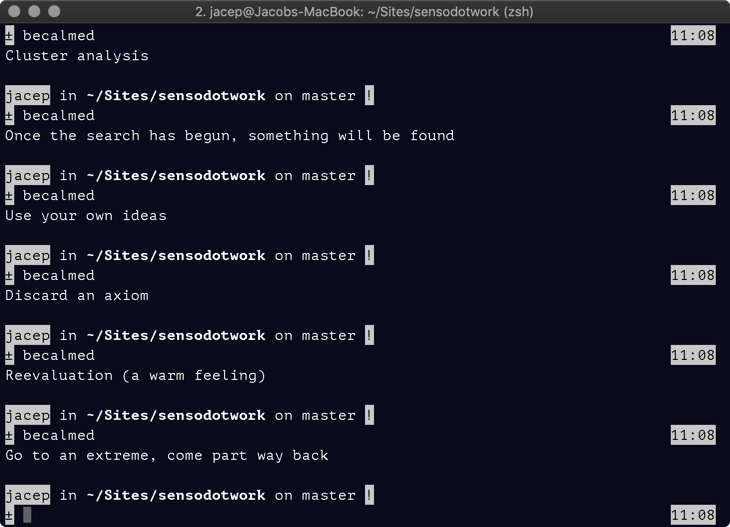 2. jacep@Jacobs-MacBook: ~/Sites/sensodotwork (zsh)
± becalmed 11:08
Cluster analysis
jacep in ~/Sites/sensodotwork on master !
± becalmed 11:08
Once the search has begun, something will be found
jacep in ~/Sites/sensodotwork on master !
± becalmed 11:08
Use your own ideas
jacep in ~/Sites/sensodotwork on master !
± becalmed 11:08
Discard an axiom
jacep in ~/Sites/sensodotwork on master !
± becalmed 11:08
Reevaluation (a warm feeling)
jacep in ~/Sites/sensodotwork on master !
± becalmed 11:08
Go to an extreme, come part way back
jacep in ~/Sites/sensodotwork on master !
± 11:08